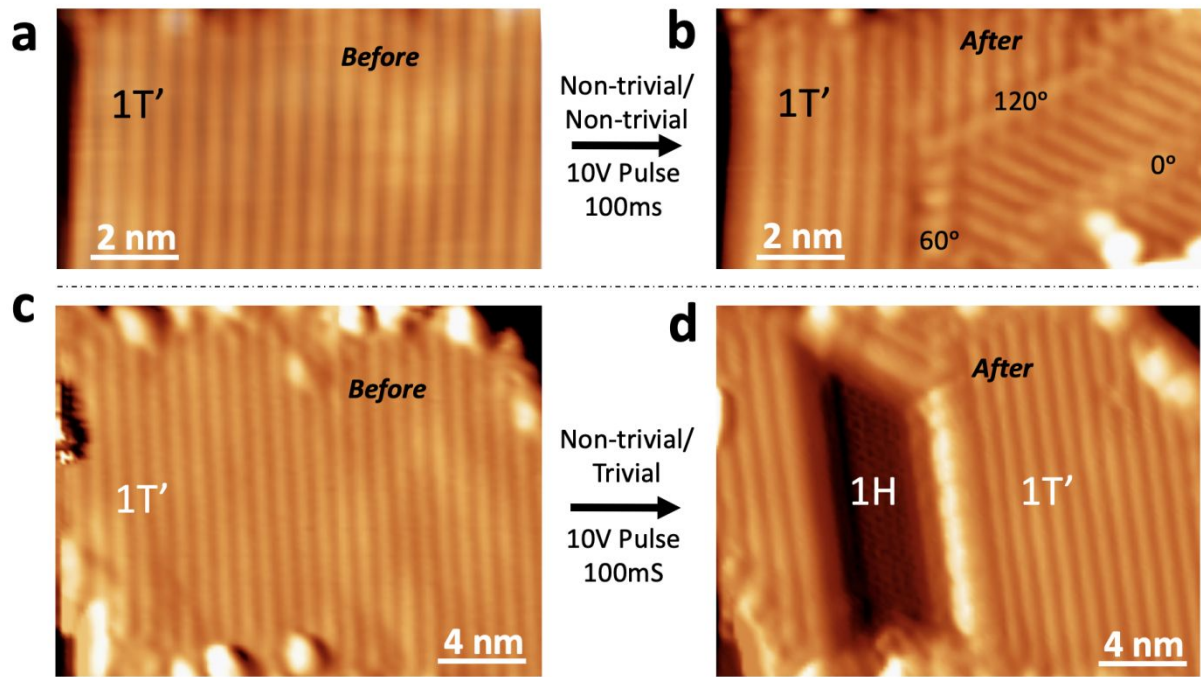 a
Before
1T’
2 nm
Non-trivial/
Non-trivial
10V Pulse
100ms
b
After
1T’
120º
0º
60º
2 nm
c
Before
1T’
4 nm
Non-trivial/
Trivial
10V Pulse
100mS
d
After
1H
1T’
4 nm